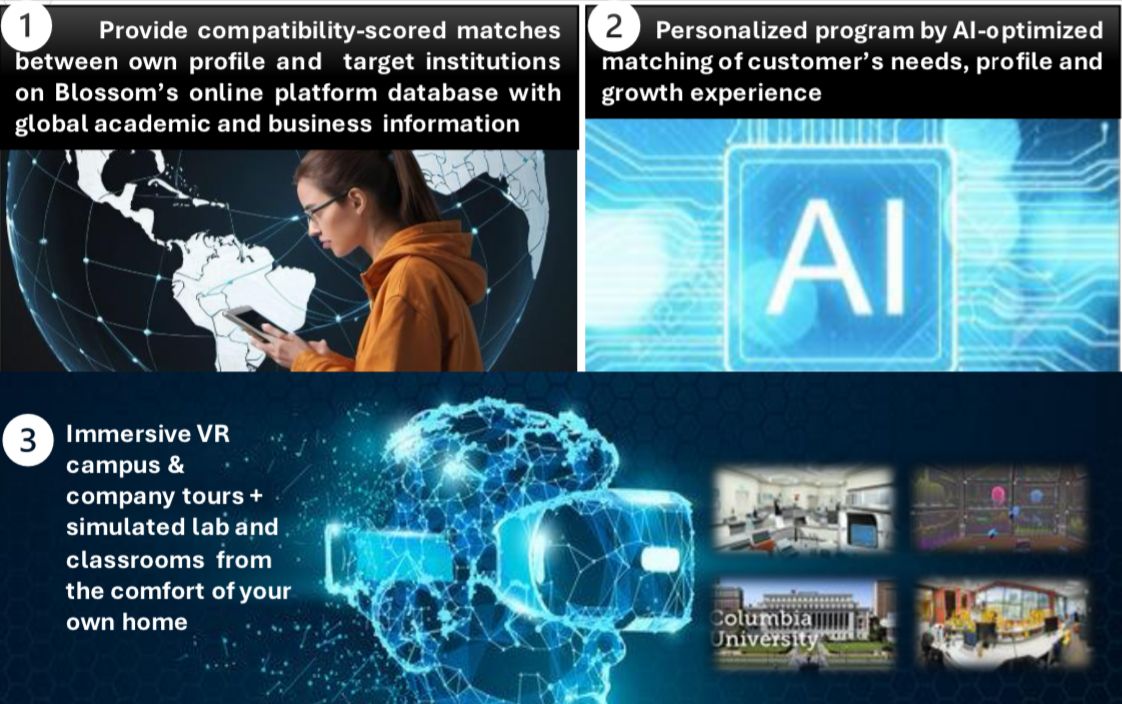 1
Provide compatibility-scored matches
between own profile and target institutions
on Blossom's online platform database with
global academic and business information
2
Personalized program by AI-optimized
matching of customer's needs, profile and
growth experience
AI
3
Immersive VR
campus &
company tours +
simulated lab and
classrooms from
the comfort of your
own home
Columbia
University